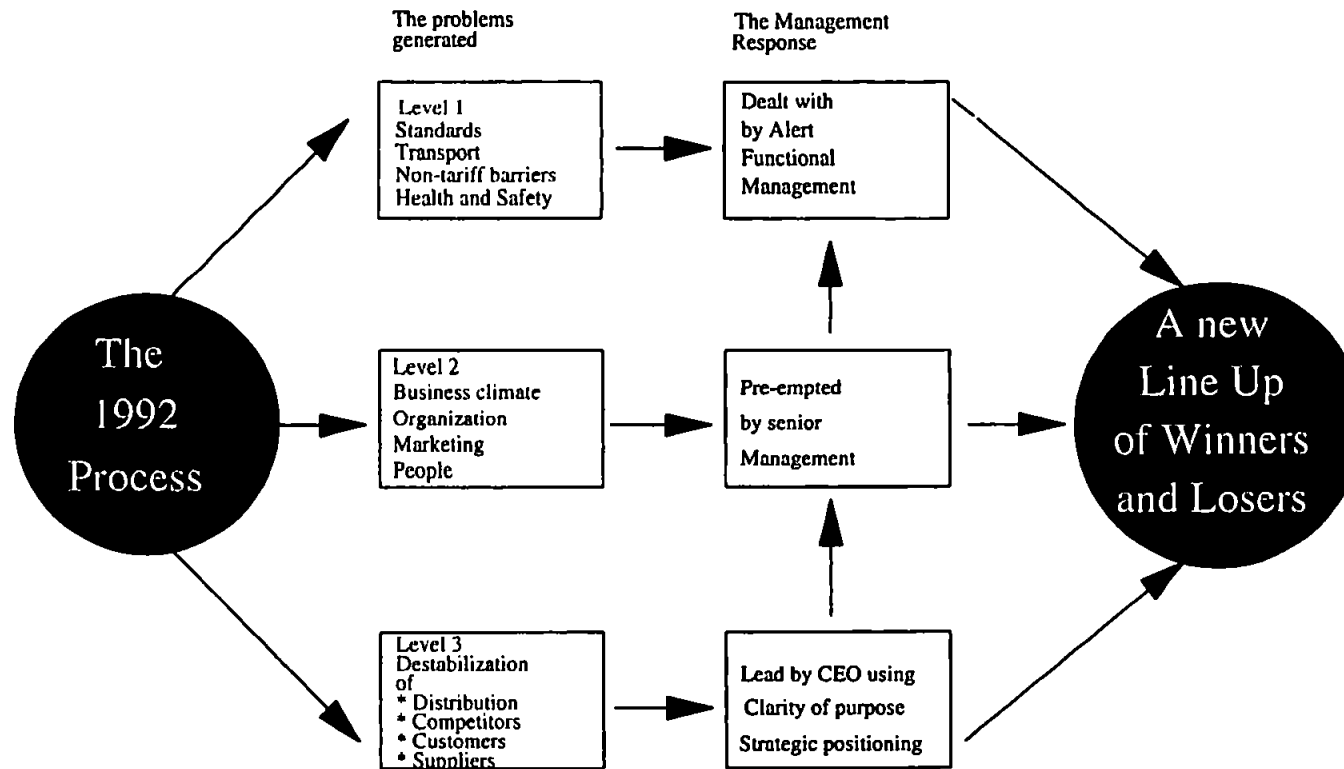 The problems
generated
The Management
Response
The
1992
Process
Level 1
Standards
Transport
Non-tariff barriers
Health and Safety
Dealt with
by Alert
Functional
Management
Level 2
Business climate
Organization
Marketing
People
Pre-empted
by senior
Management
Level 3
Destabilization
of
* Distribution
* Competitors
* Customers
* Suppliers
Lead by CEO using
Clarity of purpose
Strategic positioning
A new
Line Up
of Winners
and Losers